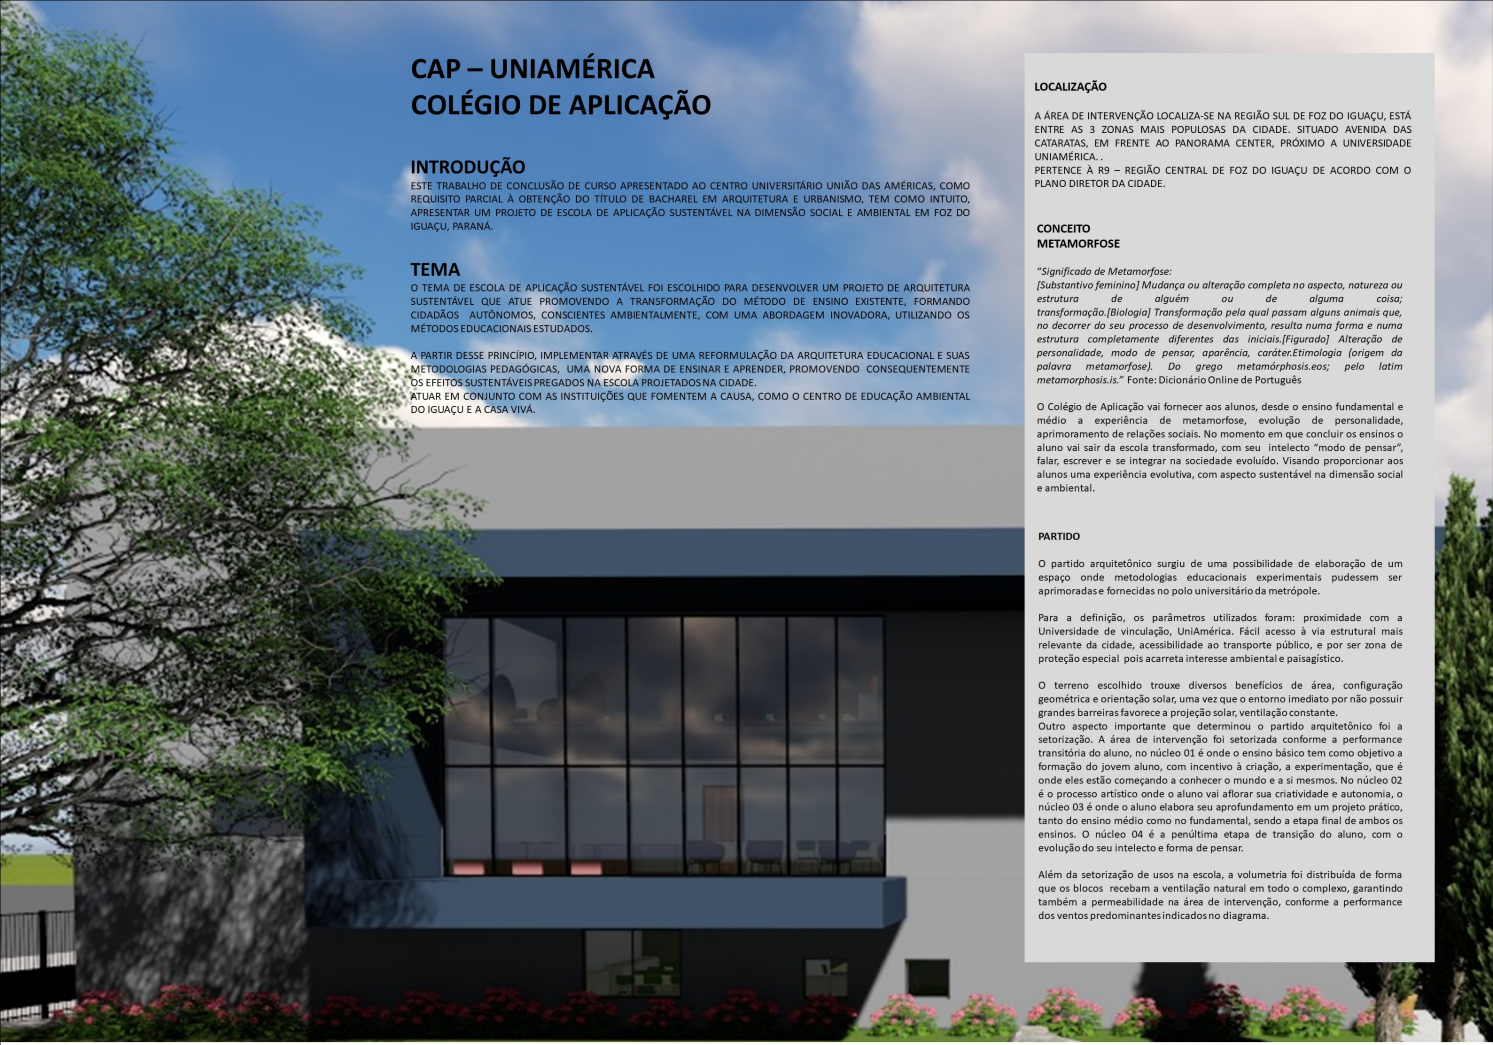 CAP – UNIAMÉRICA
COLÉGIO DE APLICAÇÃO
INTRODUÇÃO
ESTE TRABALHO DE CONCLUSÃO DE CURSO APRESENTADO AO CENTRO UNIVERSITÁRIO UNIÃO DAS AMÉRICAS, COMO
REQUISITO PARCIAL À OBTENÇÃO DO TÍTULO DE BACHAREL EM ARQUITETURA E URBANISMO, TEM COMO INTUITO,
APRESENTAR UM PROJETO DE ESCOLA DE APLICAÇÃO SUSTENTÁVEL NA DIMENSÃO SOCIAL E AMBIENTAL EM FOZ DO
IGUAÇU, PARANÁ.
TEMA
O TEMA DE ESCOLA DE APLICAÇÃO SUSTENTÁVEL FOI ESCOLHIDO PARA DESENVOLVER UM PROJETO DE ARQUITETURA
SUSTENTÁVEL QUE ATUE PROMOVENDO A TRANSFORMAÇÃO DO MÉTODO DE ENSINO EXISTENTE, FORMANDO
CIDADÃOS AUTÔNOMOS, CONSCIENTES AMBIENTALMENTE, COM UMA ABORDAGEM INOVADORA, UTILIZANDO OS
MÉTODOS EDUCACIONAIS ESTUDADOS.
A PARTIR DESSE PRINCÍPIO, IMPLEMENTAR ATRAVÉS DE UMA REFORMULAÇÃO DA ARQUITETURA EDUCACIONAL E SUAS
METODOLOGIAS PEDAGÓGICAS, UMA NOVA FORMA DE ENSINAR E APRENDER, PROMOVENDO CONSEQUENTEMENTE
OS EFEITOS SUSTENTÁVEIS PREGADOS NA ESCOLA PROJETADOS NA CIDADE.
ATUAR EM CONJUNTO COM AS INSTITUIÇÕES QUE FOMENTEM A CAUSA, COMO O CENTRO DE EDUCAÇÃO AMBIENTAL
DO IGUAÇU E A CASA VIVÁ.
LOCALIZAÇÃO
A ÁREA DE INTERVENÇÃO LOCALIZA-SE NA REGIÃO SUL DE FOZ DO IGUAÇU, ESTÁ
ENTRE AS 3 ZONAS MAIS POPULOSAS DA CIDADE. SITUADO AVENIDA DAS
CATARATAS, EM FRENTE AO PANORAMA CENTER, PRÓXIMO A UNIVERSIDADE
UNIAMÉRICA. .
PERTENCE À R9 – REGIÃO CENTRAL DE FOZ DO IGUAÇU DE ACORDO COM O
PLANO DIRETOR DA CIDADE.
CONCEITO
METAMORFOSE
“Significado de Metamorfose:
[Substantivo feminino] Mudança ou alteração completa no aspecto, natureza ou
estrutura de alguém ou de alguma coisa;
transformação.[Biologia] Transformação pela qual passam alguns animais que,
no decorrer do seu processo de desenvolvimento, resulta numa forma e numa
estrutura completamente diferentes das iniciais.[Figurado] Alteração de
personalidade, modo de pensar, aparência, caráter.Etimologia (origem da
palavra metamorfose). Do grego metamórphosis.eos; pelo latim
metamorphosis.is.” Fonte: Dicionário Online de Português
O Colégio de Aplicação vai fornecer aos alunos, desde o ensino fundamental e
médio a experiência de metamorfose, evolução de personalidade,
aprimoramento de relações sociais. No momento em que concluir os ensinos o
aluno vai sair da escola transformado, com seu intelecto “modo de pensar”,
falar, escrever e se integrar na sociedade evoluído. Visando proporcionar aos
alunos uma experiência evolutiva, com aspecto sustentável na dimensão social
e ambiental.
PARTIDO
O partido arquitetônico surgiu de uma possibilidade de elaboração de um
espaço onde metodologias educacionais experimentais pudessem ser
aprimoradas e fornecidas no polo universitário da metrópole.
Para a definição, os parâmetros utilizados foram: proximidade com a
Universidade de vinculação, UniAmérica. Fácil acesso à via estrutural mais
relevante da cidade, acessibilidade ao transporte público, e por ser zona de
proteção especial pois acarreta interesse ambiental e paisagístico.
O terreno escolhido trouxe diversos benefícios de área, configuração
geométrica e orientação solar, uma vez que o entorno imediato por não possuir
grandes barreiras favorece a projeção solar, ventilação constante.
Outro aspecto importante que determinou o partido arquitetônico foi a
setorização. A área de intervenção foi setorizada conforme a performance
transitória do aluno, no núcleo 01 é onde o ensino básico tem como objetivo a
formação do jovem aluno, com incentivo à criação, a experimentação, que é
onde eles estão começando a conhecer o mundo e a si mesmos. No núcleo 02
é o processo artístico onde o aluno vai aflorar sua criatividade e autonomia, o
núcleo 03 é onde o aluno elabora seu aprofundamento em um projeto prático,
tanto do ensino médio como no fundamental, sendo a etapa final de ambos os
ensinos. O núcleo 04 é a penúltima etapa de transição do aluno, com o
evolução do seu intelecto e forma de pensar.
Além da setorização de usos na escola, a volumetria foi distribuída de forma
que os blocos recebam a ventilação natural em todo o complexo, garantindo
também a permeabilidade na área de intervenção, conforme a performance
dos ventos predominantes indicados no diagrama.